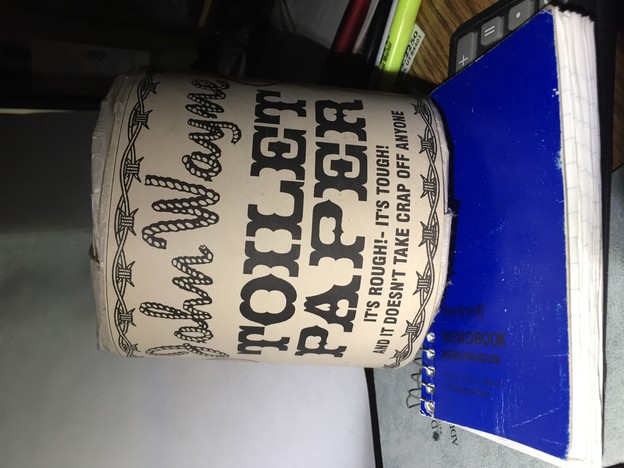 John Wayne
TOILET
PAPER
IT'S ROUGH! - IT'S TOUGH!
AND IT DOESN'T TAKE CRAP OFF ANYONE